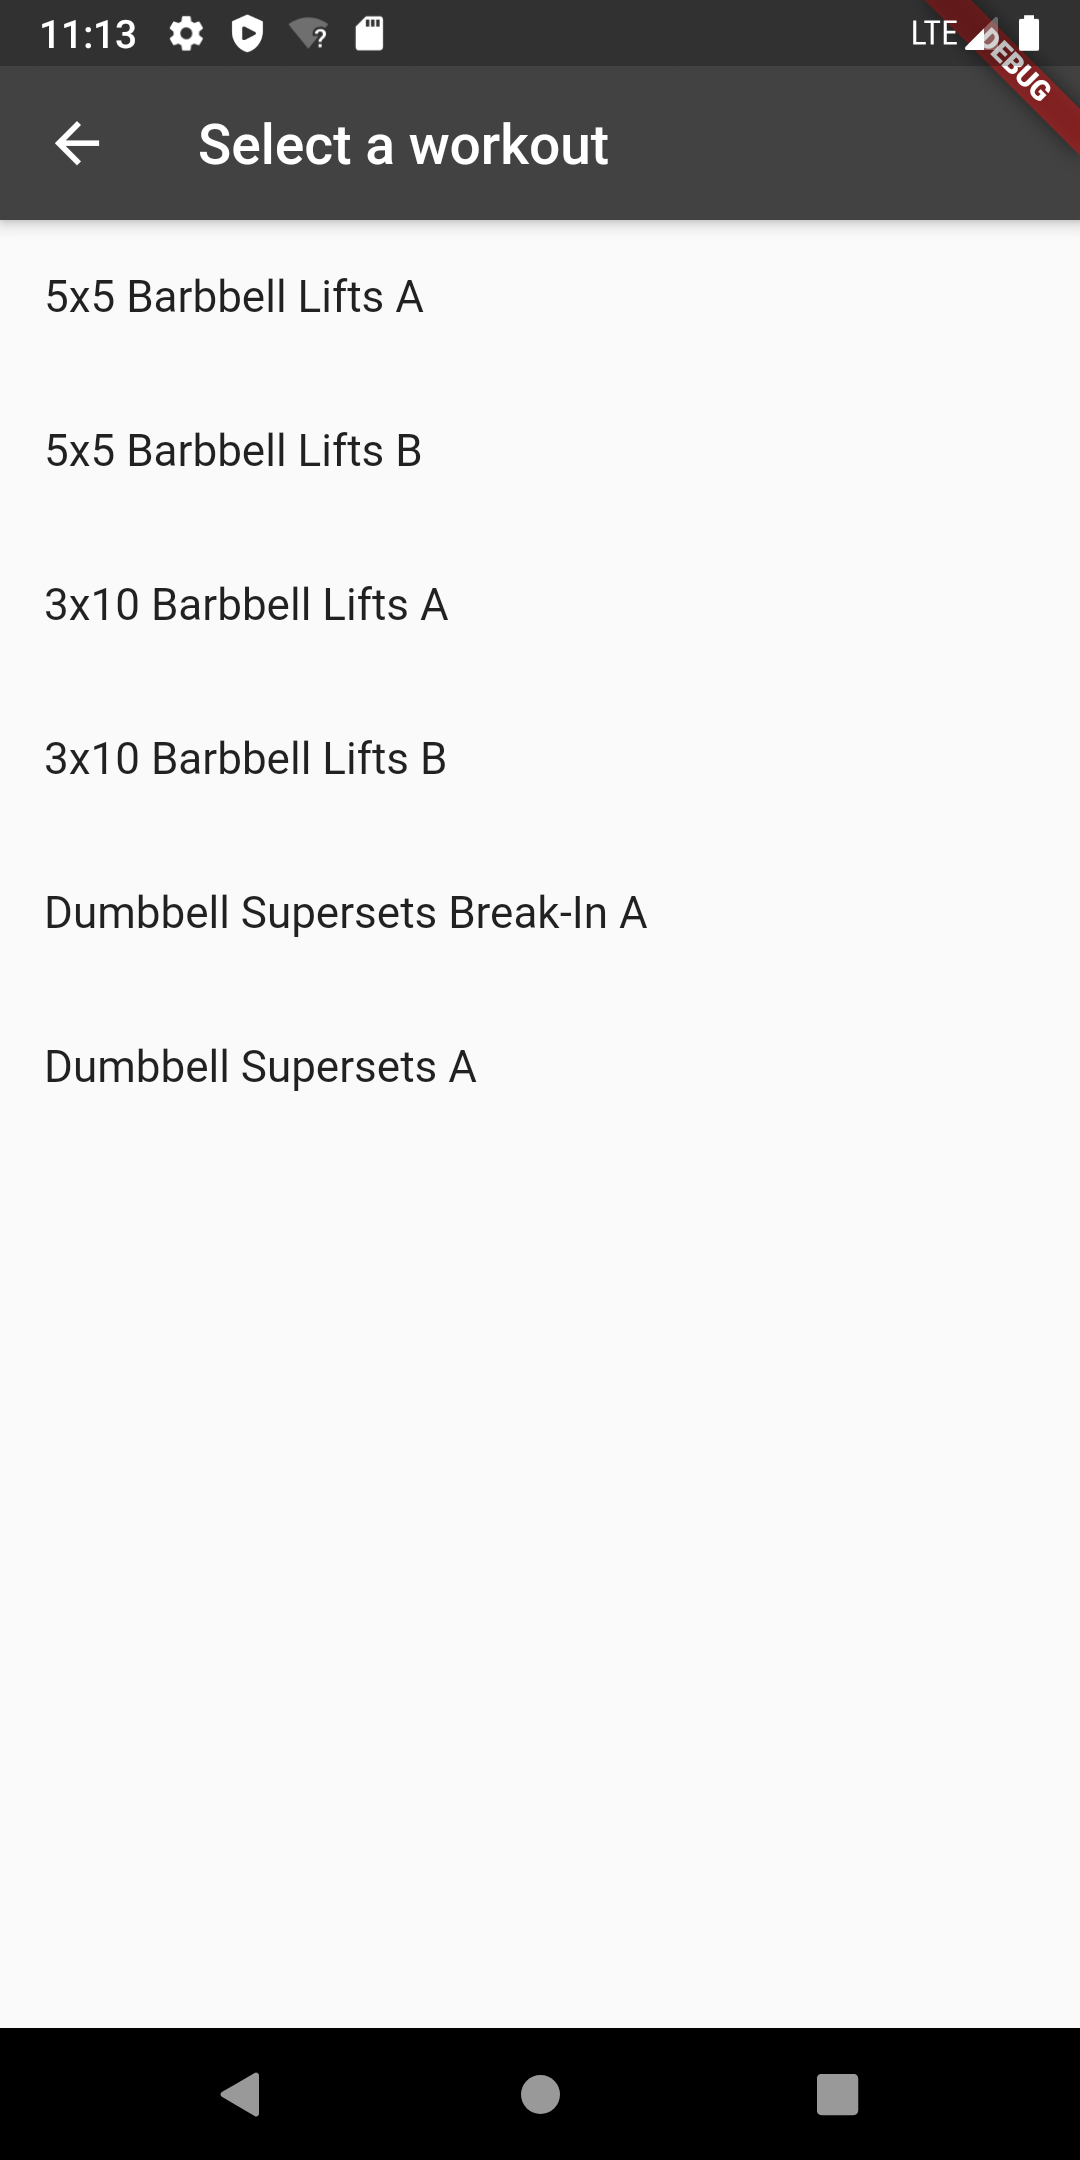 11:13
LTE
DEBUG
Select a workout
5x5 Barbbell Lifts A
5x5 Barbbell Lifts B
3x10 Barbbell Lifts A
3x10 Barbbell Lifts B
Dumbbell Supersets Break-In A
Dumbbell Supersets A